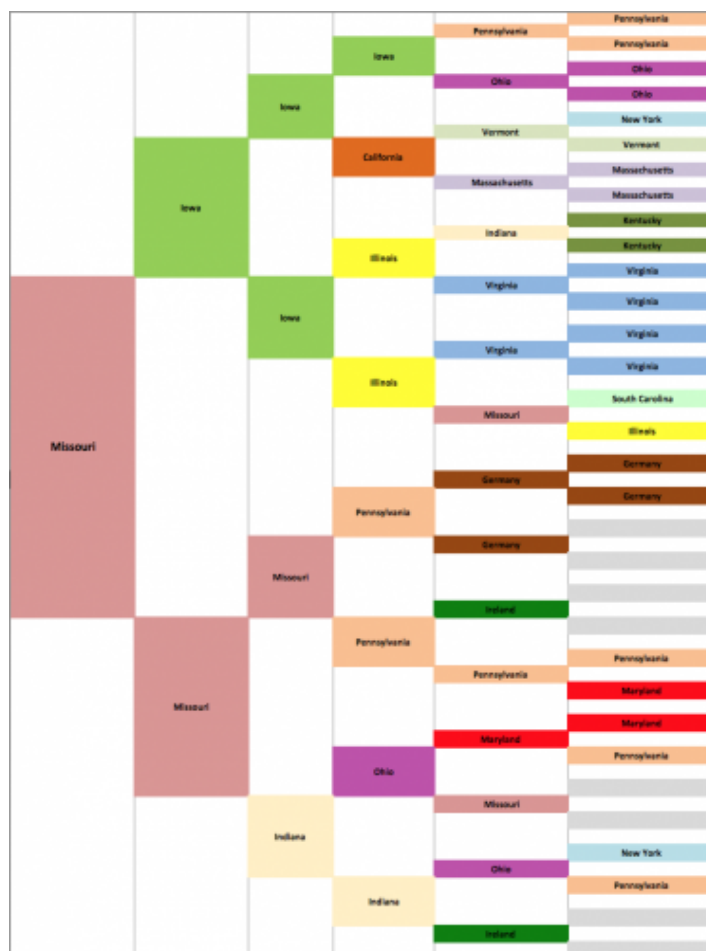 Pennsylvania
Pennsylvania
Iowa
Pennsylvania
Ohio
Ohio
Iowa
Ohio
New York
Vermont
Vermont
California
Massachusetts
Massachusetts
Iowa
Massachusetts
Kentucky
Indiana
Kentucky
Illinois
Virginia
Virginia
Virginia
Iowa
Virginia
Virginia
Virginia
Illinois
South Carolina
Missouri
Illinois
Missouri
Germany
Germany
Germany
Pennsylvania
Germany
Missouri
Ireland
Pennsylvania
Pennsylvania
Pennsylvania
Maryland
Missouri
Maryland
Maryland
Pennsylvania
Ohio
Missouri
Indiana
New York
Ohio
Pennsylvania
Indiana
Ireland